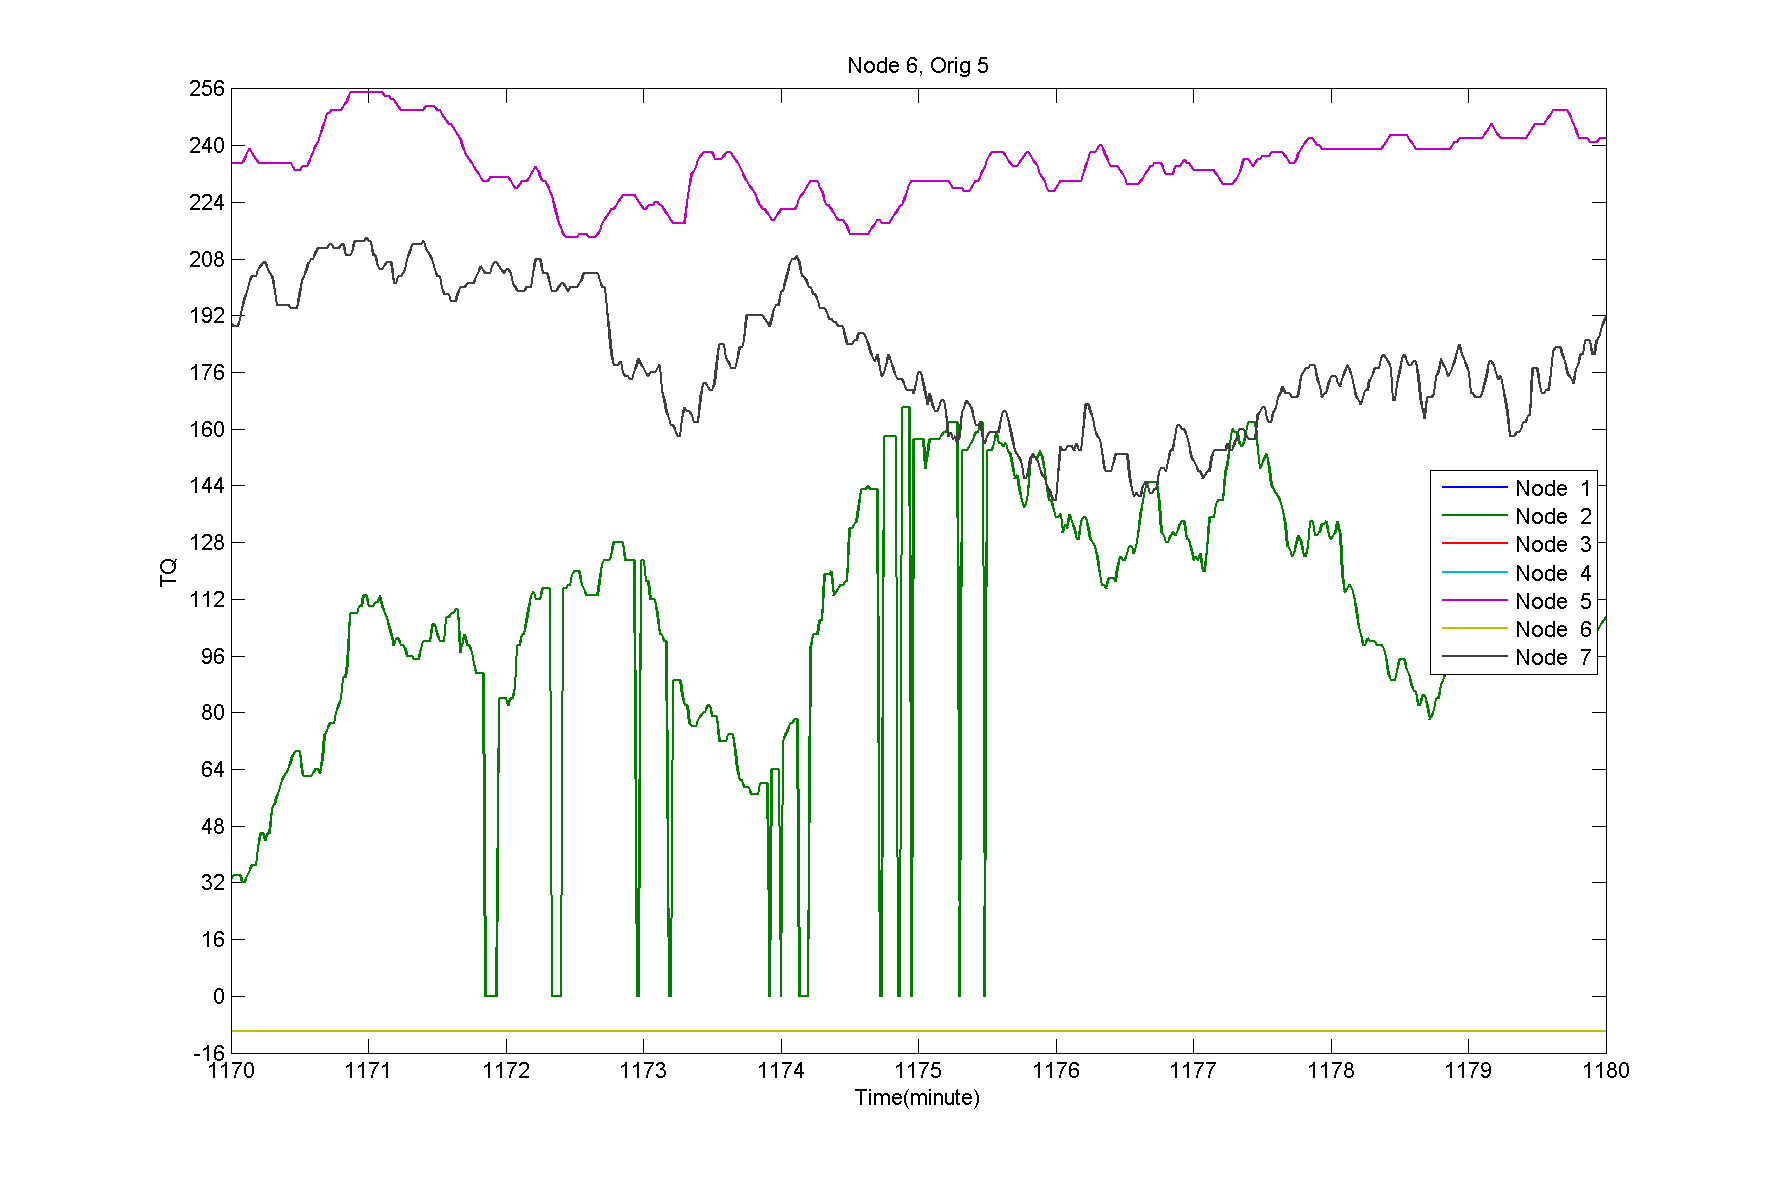 Node 6, Orig 5
256
240
224
208
192
176
160
144
128
112
96
80
64
48
32
16
0
-16
TQ
Node 1
Node 2
Node 3
Node 4
Node 5
Node 6
Node 7
1170 1171 1172 1173 1174 1175 1176 1177 1178 1179 1180
Time(minute)